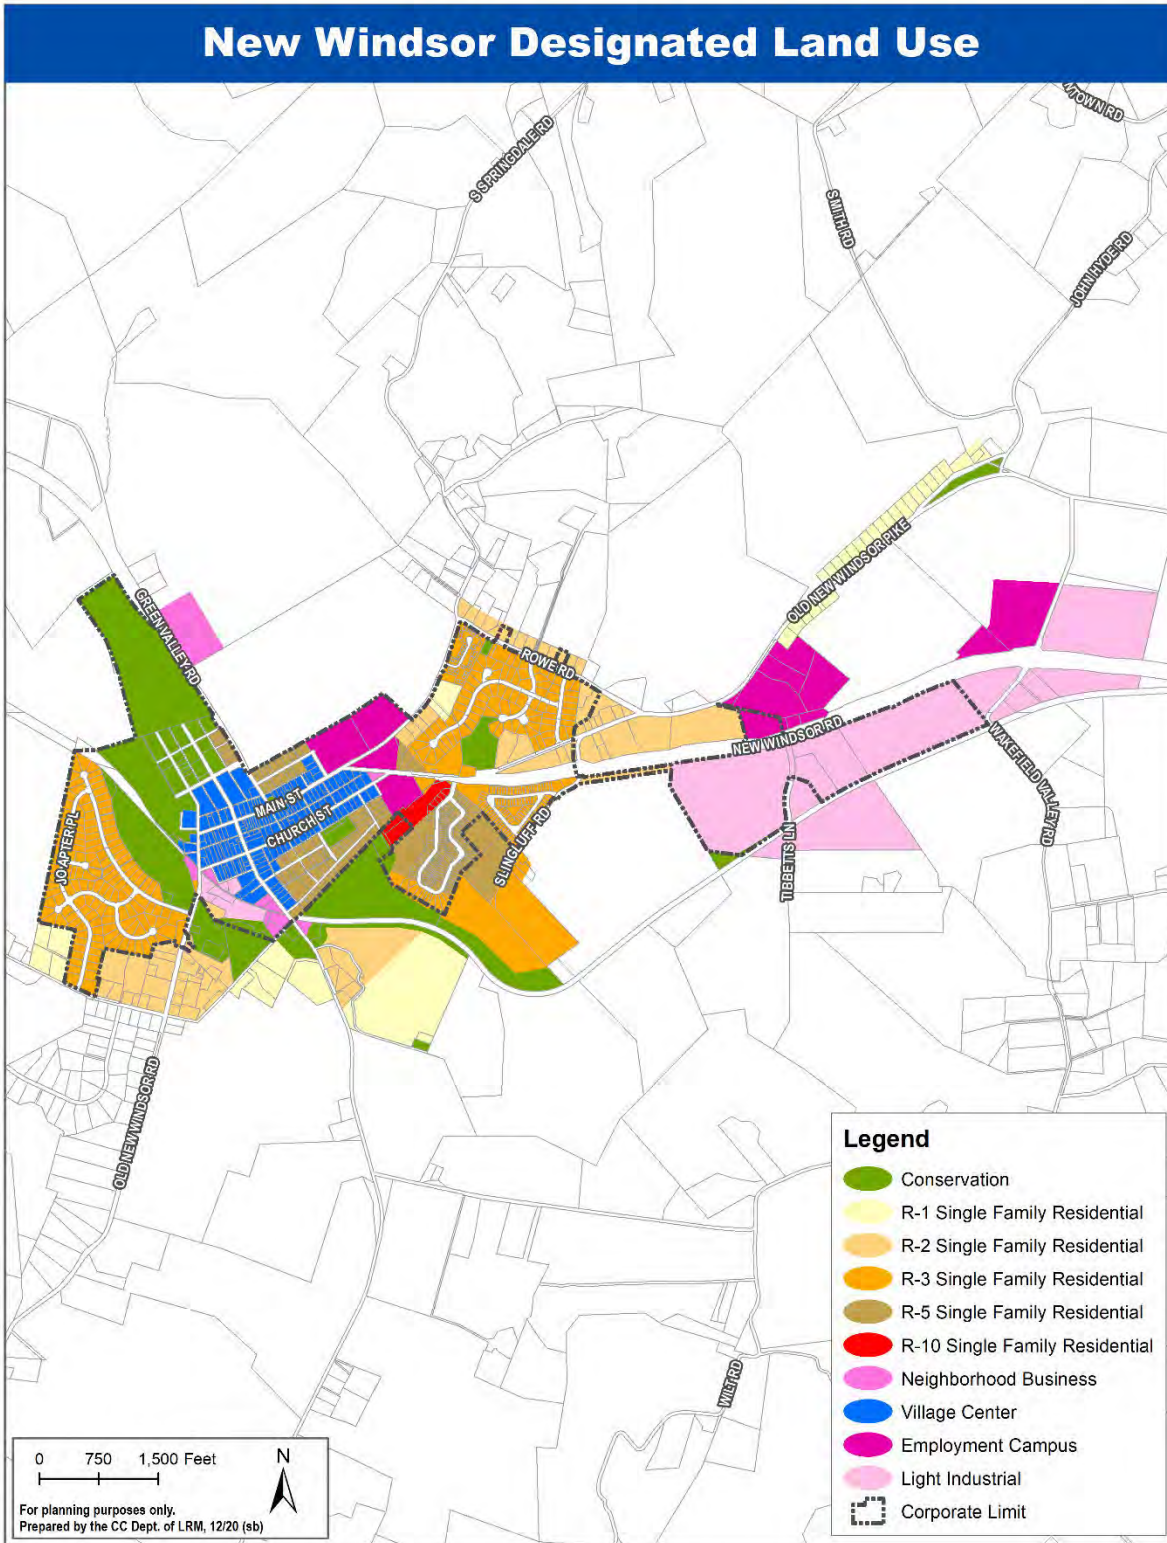 New Windsor Designated Land Use
S SPRINGDALE RD
SMITH RD
JOHN HYDE RD
OLD NEW WINDSOR PIKE
GREEN VALLEY RD
ROWE RD
NEW WINDSOR RD
WAKEFIELD VALLEY RD
MAIN ST
CHURCH ST
JO APTER PL
SLINGLUFF RD
TIBBETTS LN
OLD NEW WINDSOR RD
WILT RD
Legend
Conservation
R-1 Single Family Residential
R-2 Single Family Residential
R-3 Single Family Residential
R-5 Single Family Residential
R-10 Single Family Residential
Neighborhood Business
Village Center
Employment Campus
Light Industrial
Corporate Limit
0 750 1,500 Feet
N
For planning purposes only.
Prepared by the CC Dept. of LRM, 12/20 (sb)